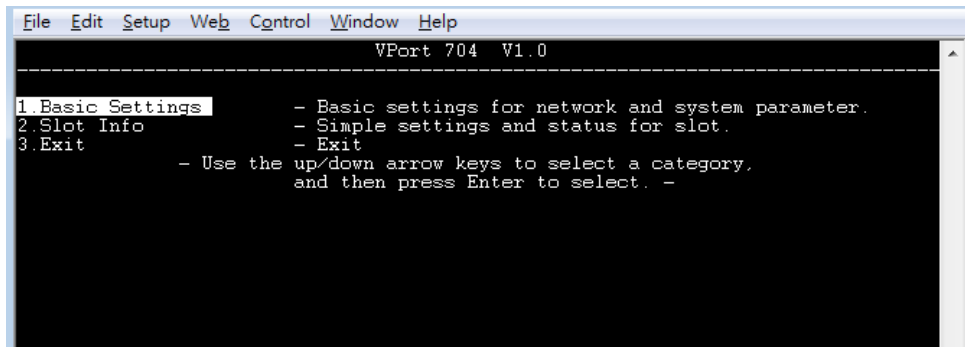 File Edit Setup Web Control Window Help
VPort 704 V1.0
1.Basic Settings - Basic settings for network and system parameter.
2.Slot Info - Simple settings and status for slot.
3.Exit - Exit
- Use the up/down arrow keys to select a category,
and then press Enter to select. -